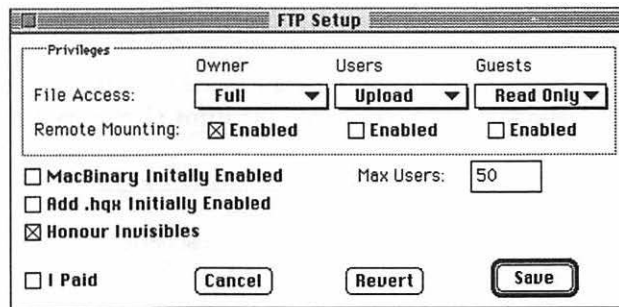 FTP Setup
Privileges
Owner Users Guests
File Access: Full Upload Read Only
Remote Mounting: Enabled Enabled Enabled
MacBinary Initally Enabled Max Users: 50
Add .hqx Initially Enabled
Honour Invisibles
I Paid Cancel Revert Save